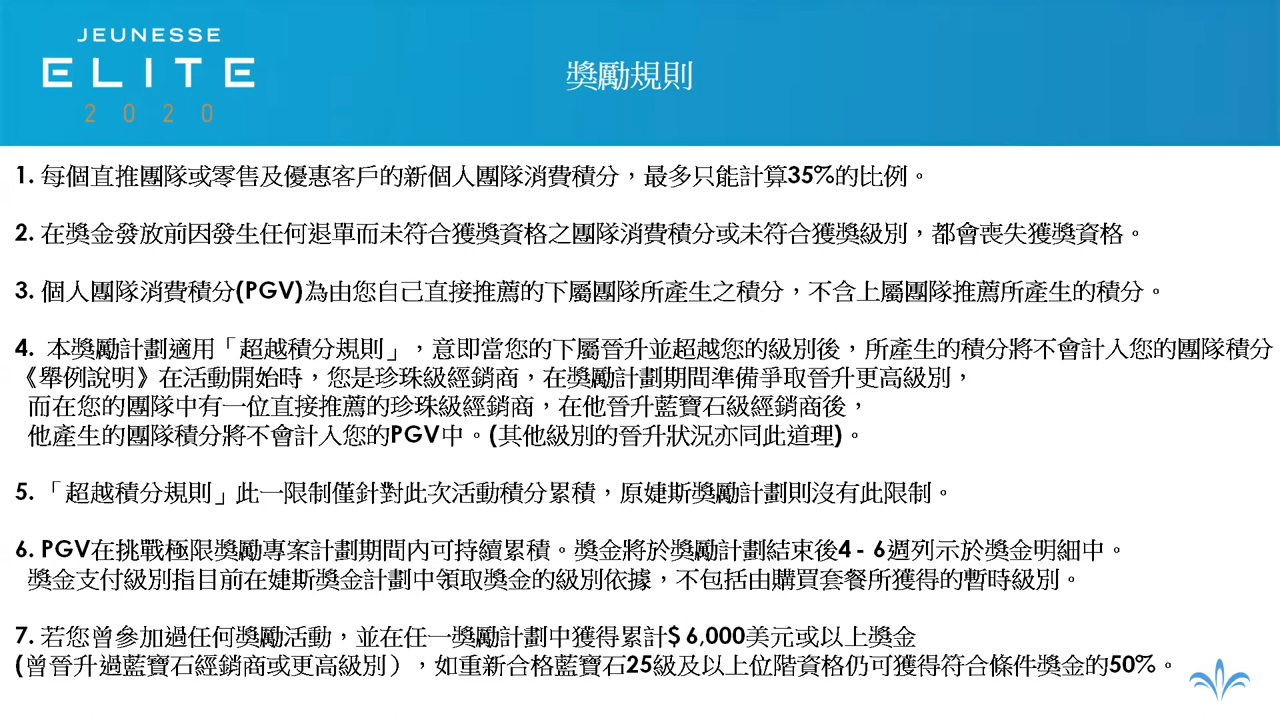 JEUNESSE
ELITE
2020
獎勵規則
1. 每個直推團隊或零售及優惠客戶的新個人團隊消費積分，最多只能計算35%的比例。
2. 在獎金發放前因發生任何退單而未符合獲獎資格之團隊消費積分或未符合獲獎級別，都會喪失獲獎資格。
3. 個人團隊消費積分(PGV)為由您自己直接推薦的下屬團隊所產生之積分，不含上屬團隊推薦所產生的積分。
4. 本獎勵計劃適用「超越積分規則」，意即當您的下屬晉升並超越您的級別後，所產生的積分將不會計入您的團隊積分
《舉例說明》在活動開始時，您是珍珠級經銷商，在獎勵計劃期間準備爭取晉升更高級別，
而在您的團隊中有一位直接推薦的珍珠級經銷商，在他晉升藍寶石級經銷商後，
他產生的團隊積分將不會計入您的PGV中。(其他級別的晉升狀況亦同此道理)。
5. 「超越積分規則」此一限制僅針對此次活動積分累積，原婕斯獎勵計劃則沒有此限制。
6. PGV在挑戰極限獎勵專案計劃期間內可持續累積。獎金將於獎勵計劃結束後4 - 6週列示於獎金明細中。
獎金支付級別指目前在婕斯獎金計劃中領取獎金的級別依據，不包括由購買套餐所獲得的暫時級別。
7. 若您曾參加過任何獎勵活動，並在任一獎勵計劃中獲得累計$ 6,000美元或以上獎金
(曾晉升過藍寶石經銷商或更高級別），如重新合格藍寶石25級及以上位階資格仍可獲得符合條件獎金的50%。